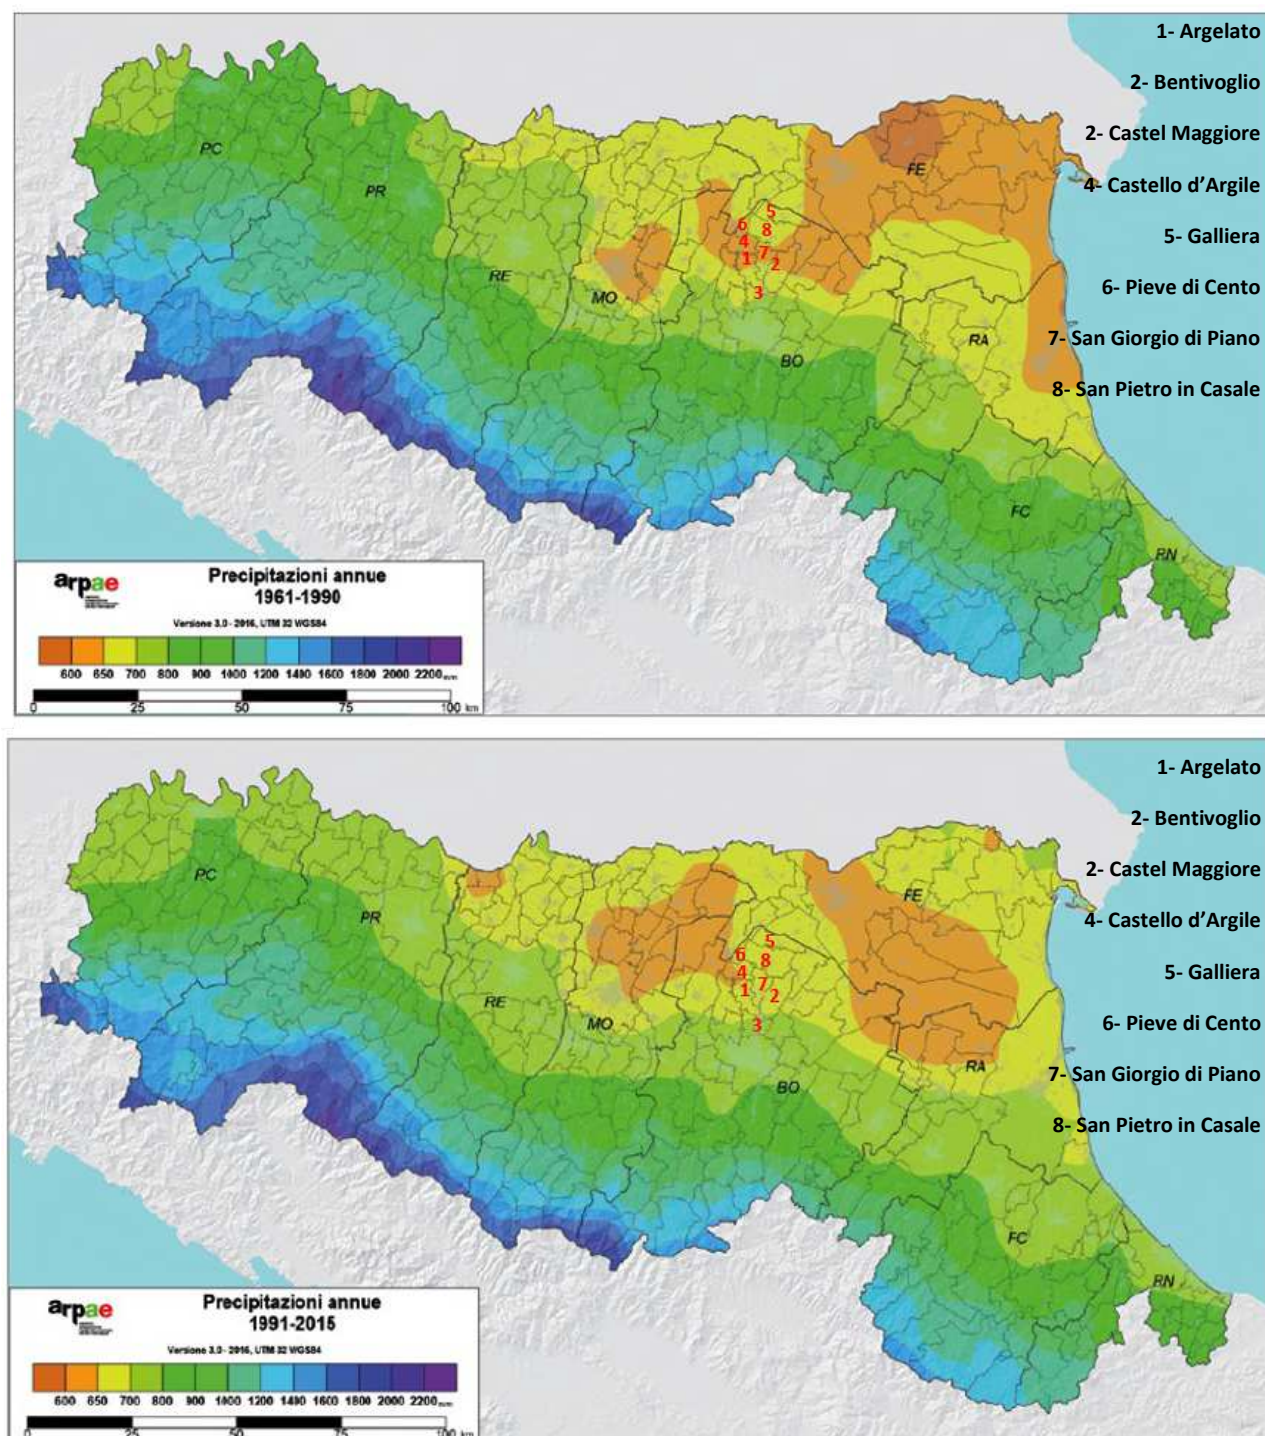 1- Argelato
2- Bentivoglio
2- Castel Maggiore
4- Castello d’Argile
5- Galliera
6- Pieve di Cento
7- San Giorgio di Piano
8- San Pietro in Casale
PC
PR
RE
MO
BO
FE
RA
FC
RN
5
6
8
4
7
1
2
3
arpae
Precipitazioni annue
1961-1990
Versione 3.0- 2016, UTM 32 WGS84
600 650 700 800 900 1000 1200 1400 1600 1800 2000 2200mm
0 25 50 75 100 km
1- Argelato
2- Bentivoglio
2- Castel Maggiore
4- Castello d’Argile
5- Galliera
6- Pieve di Cento
7- San Giorgio di Piano
8- San Pietro in Casale
PC
PR
RE
MO
BO
FE
RA
FC
RN
5
6
8
4
7
1
2
3
arpae
Precipitazioni annue
1991-2015
Versione 3.0- 2016, UTM 32 WGS84
600 650 700 800 900 1000 1200 1400 1600 1800 2000 2200mm
0 25 50 75 100 km